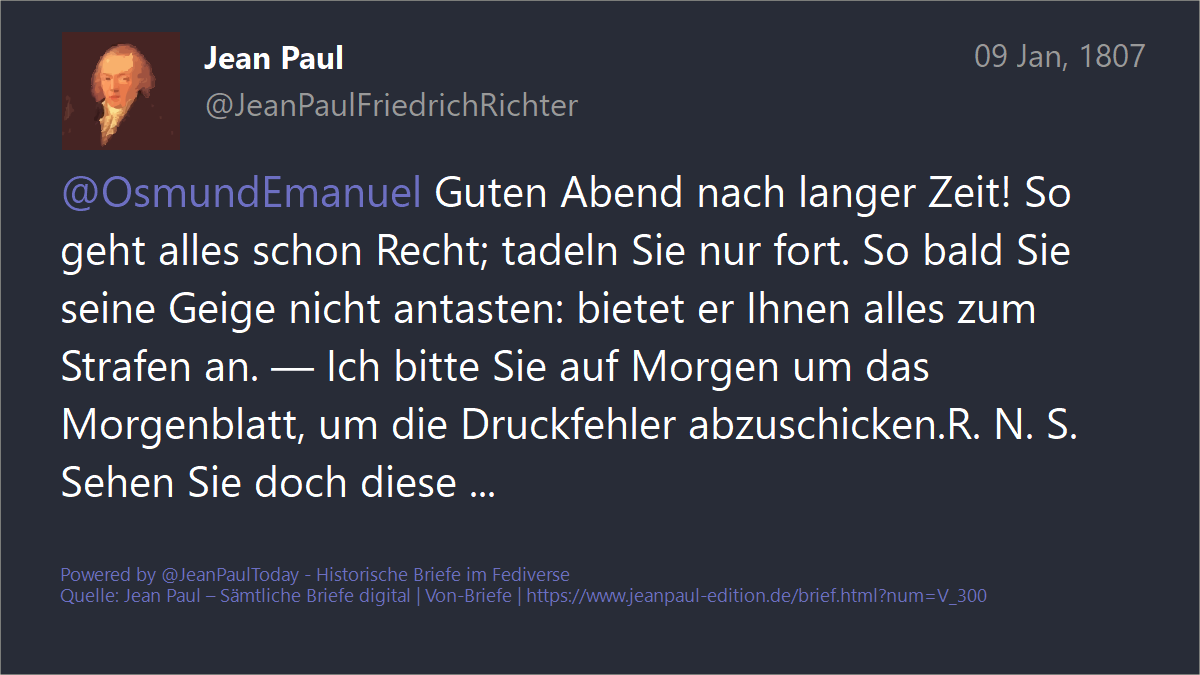 Jean Paul
09 Jan, 1807
@JeanPaulFriedrichRichter
@OsmundEmanuel Guten Abend nach langer Zeit! So
geht alles schon Recht; tadeln Sie nur fort. So bald Sie
seine Geige nicht antasten: bietet er Ihnen alles zum
Strafen an. — Ich bitte Sie auf Morgen um das
Morgenblatt, um die Druckfehler abzuschicken.R. N. S.
Sehen Sie doch diese ...
Powered by @JeanPaulToday - Historische Briefe im Fediverse
Quelle: Jean Paul – Sämtliche Briefe digital | Von-Briefe | https://www.jeanpaul-edition.de/brief.html?num=V_300